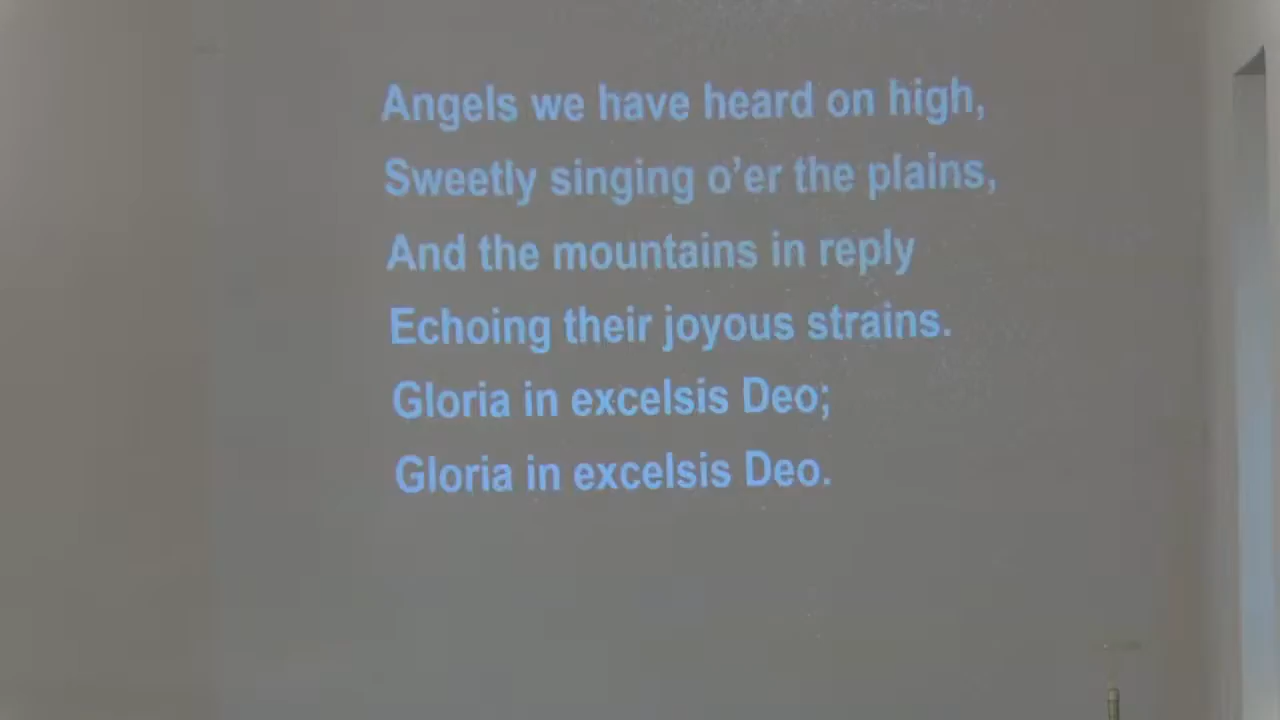 Angels we have heard on high,
Sweetly singing o’er the plains,
And the mountains in reply
Echoing their joyous strains.
Gloria in excelsis Deo;
Gloria in excelsis Deo.